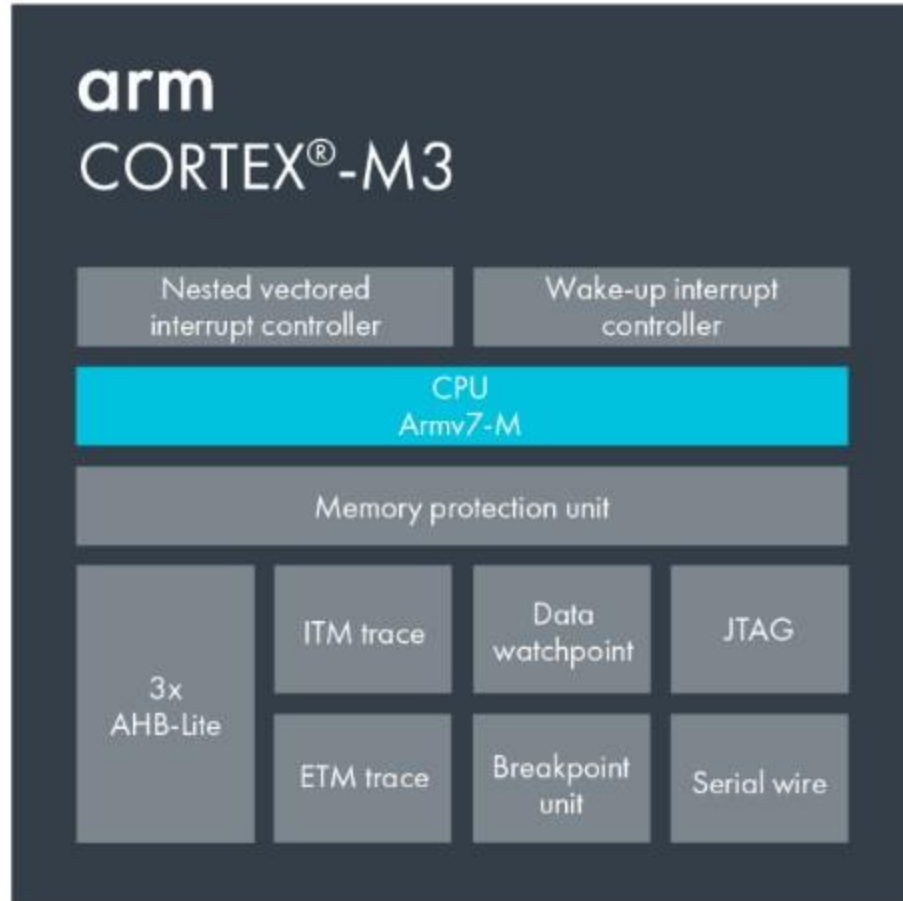 arm
CORTEX®-M3
Nested vectored
interrupt controller
Wake-up interrupt
controller
CPU
Armv7-M
Memory protection unit
3x
AHB-Lite
ITM trace
Data
watchpoint
JTAG
ETM trace
Breakpoint
unit
Serial wire